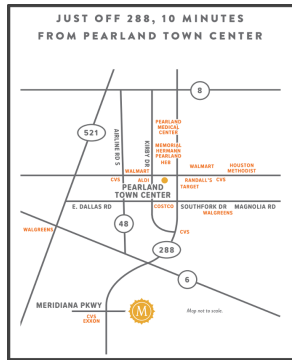 JUST OFF 288, 10 MINUTES
FROM PEARLAND TOWN CENTER
8
521
AIRLINE RD S
KIRBY DR
PEARLAND
MEDICAL
CENTER
MEMORIAL
HERMANN
PEARLAND
HEB
WALMART
WALMART
HOUSTON
METHODIST
CVS
ALDI
RANDALL'S
CVS
PEARLAND
TOWN CENTER
TARGET
E. DALLAS RD
COSTCO
SOUTHFORK DR
MAGNOLIA RD
WALGREENS
48
WALGREENS
CVS
288
6
MERIDIANA PKWY
M
Map not to scale.
CVS
EXXON